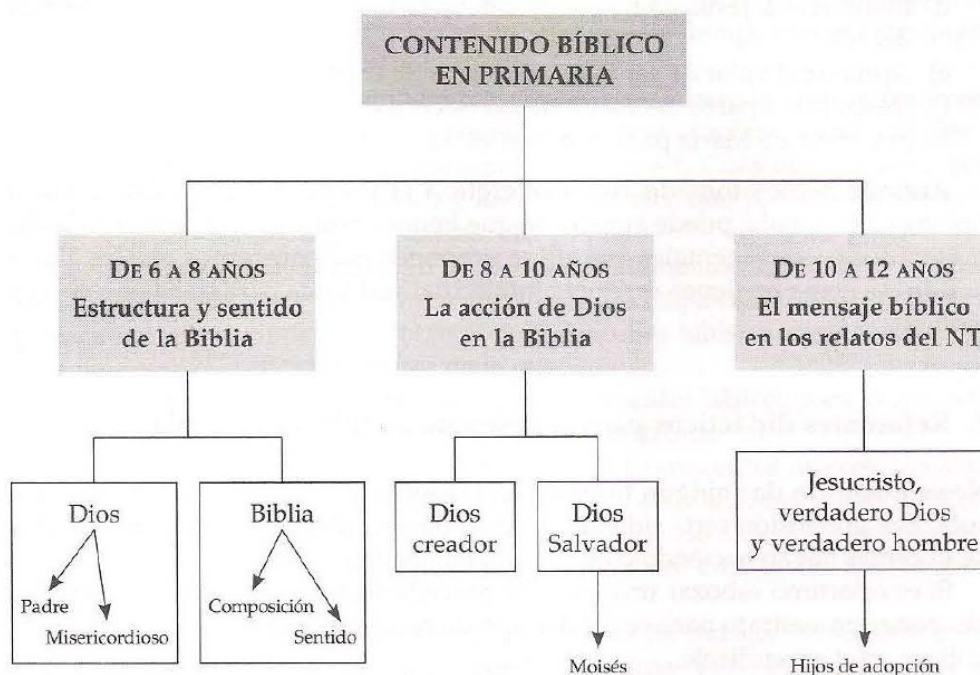 CONTENIDO BÍBLICO
EN PRIMARIA
DE 6 A 8 AÑOS
Estructura y sentido
de la Biblia
DE 8 A 10 AÑOS
La acción de Dios
en la Biblia
DE 10 A 12 AÑOS
El mensaje bíblico
en los relatos del NT
Dios
Padre
Misericordioso
Biblia
Composición
Sentido
Dios
creador
Dios
Salvador
Moisés
Jesucristo,
verdadero Dios
y verdadero hombre
Hijos de adopción